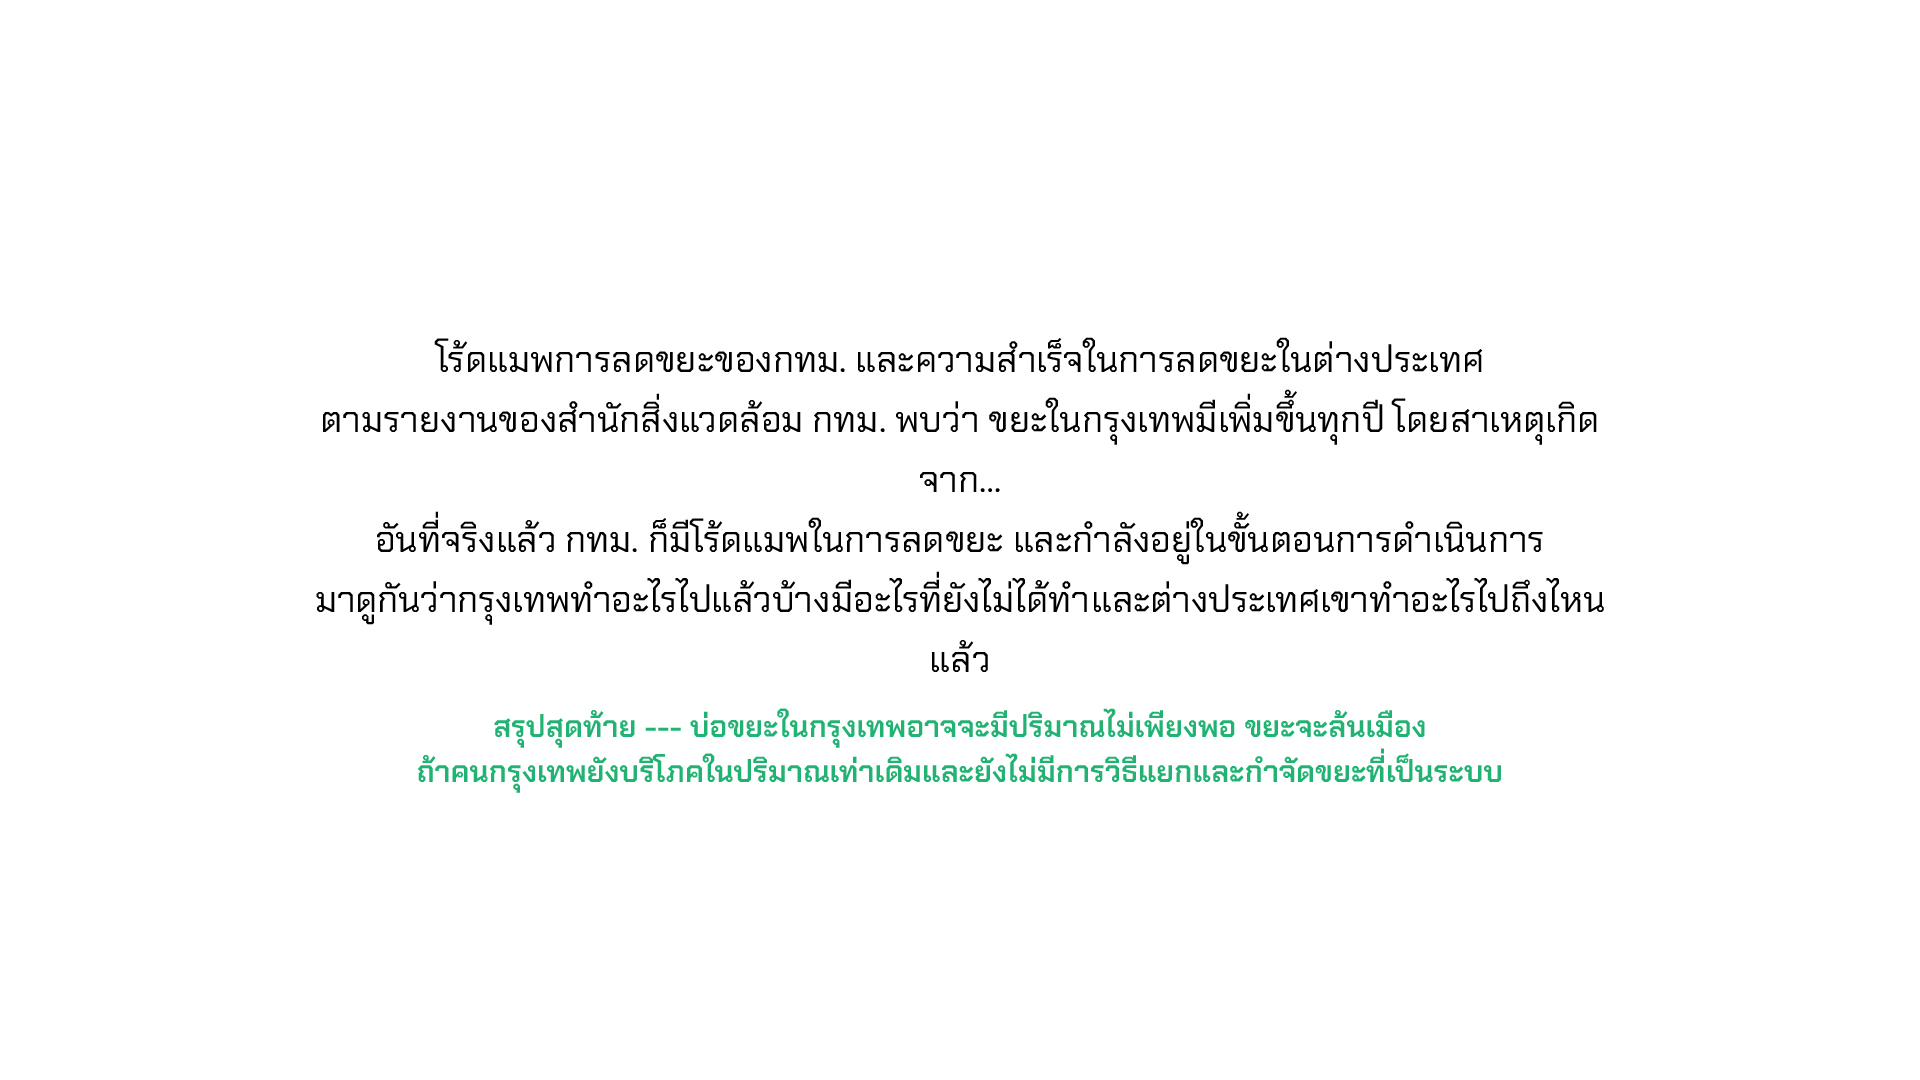 โร้ดแมพการลดขยะของกทม. และความสำเร็จในการลดขยะในต่างประเทศ
ตามรายงานของสำนักสิ่งแวดล้อม กทม. พบว่า ขยะในกรุงเทพมีเพิ่มขึ้นทุกปี โดยสาเหตุเกิด
จาก...
อันที่จริงแล้ว กทม. ก็มีโร้ดแมพในการลดขยะ และกำลังอยู่ในขั้นตอนการดำเนินการ
มาดูกันว่ากรุงเทพทำอะไรไปแล้วบ้างมีอะไรที่ยังไม่ได้ทำและต่างประเทศเขาทำอะไรไปถึงไหน
แล้ว
สรุปสุดท้าย --- บ่อขยะในกรุงเทพอาจจะมีปริมาณไม่เพียงพอ ขยะจะล้นเมือง
ถ้าคนกรุงเทพยังบริโภคในปริมาณเท่าเดิมและยังไม่มีการวิธีแยกและกำจัดขยะที่เป็นระบบ